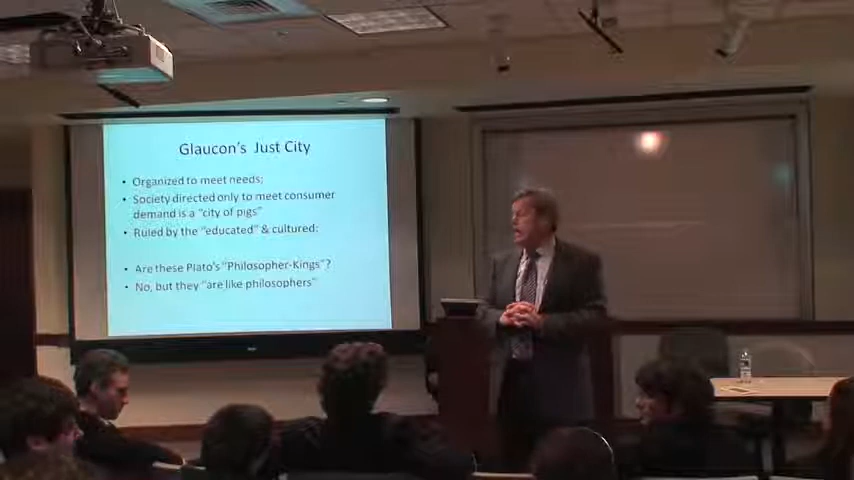 Glaucon's Just City
• Organized to meet needs;
• Society directed only to meet consumer
demand is a "city of pigs"
• Ruled by the "educated" & cultured:
• Are these Plato's "Philosopher-Kings"?
• No, but they "are like philosophers"